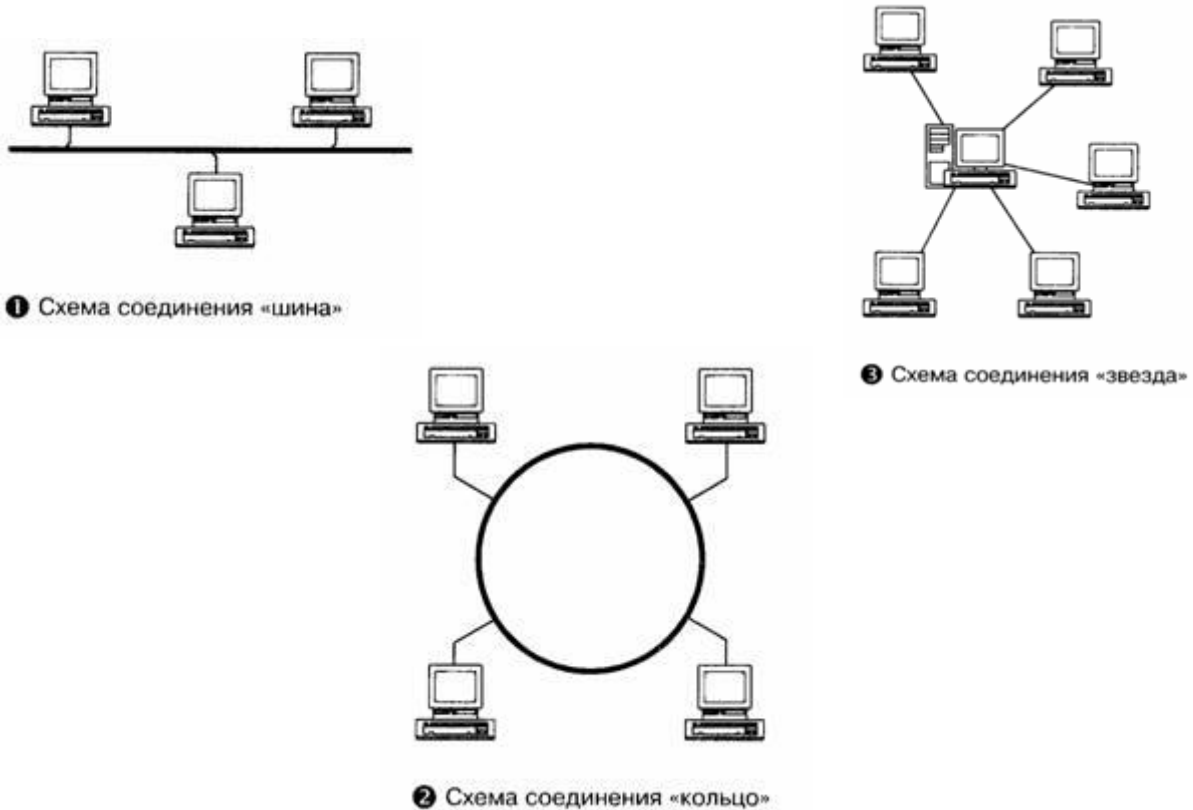 ❶ Схема соединения «шина»
❸ Схема соединения «звезда»
❷ Схема соединения «кольцо»